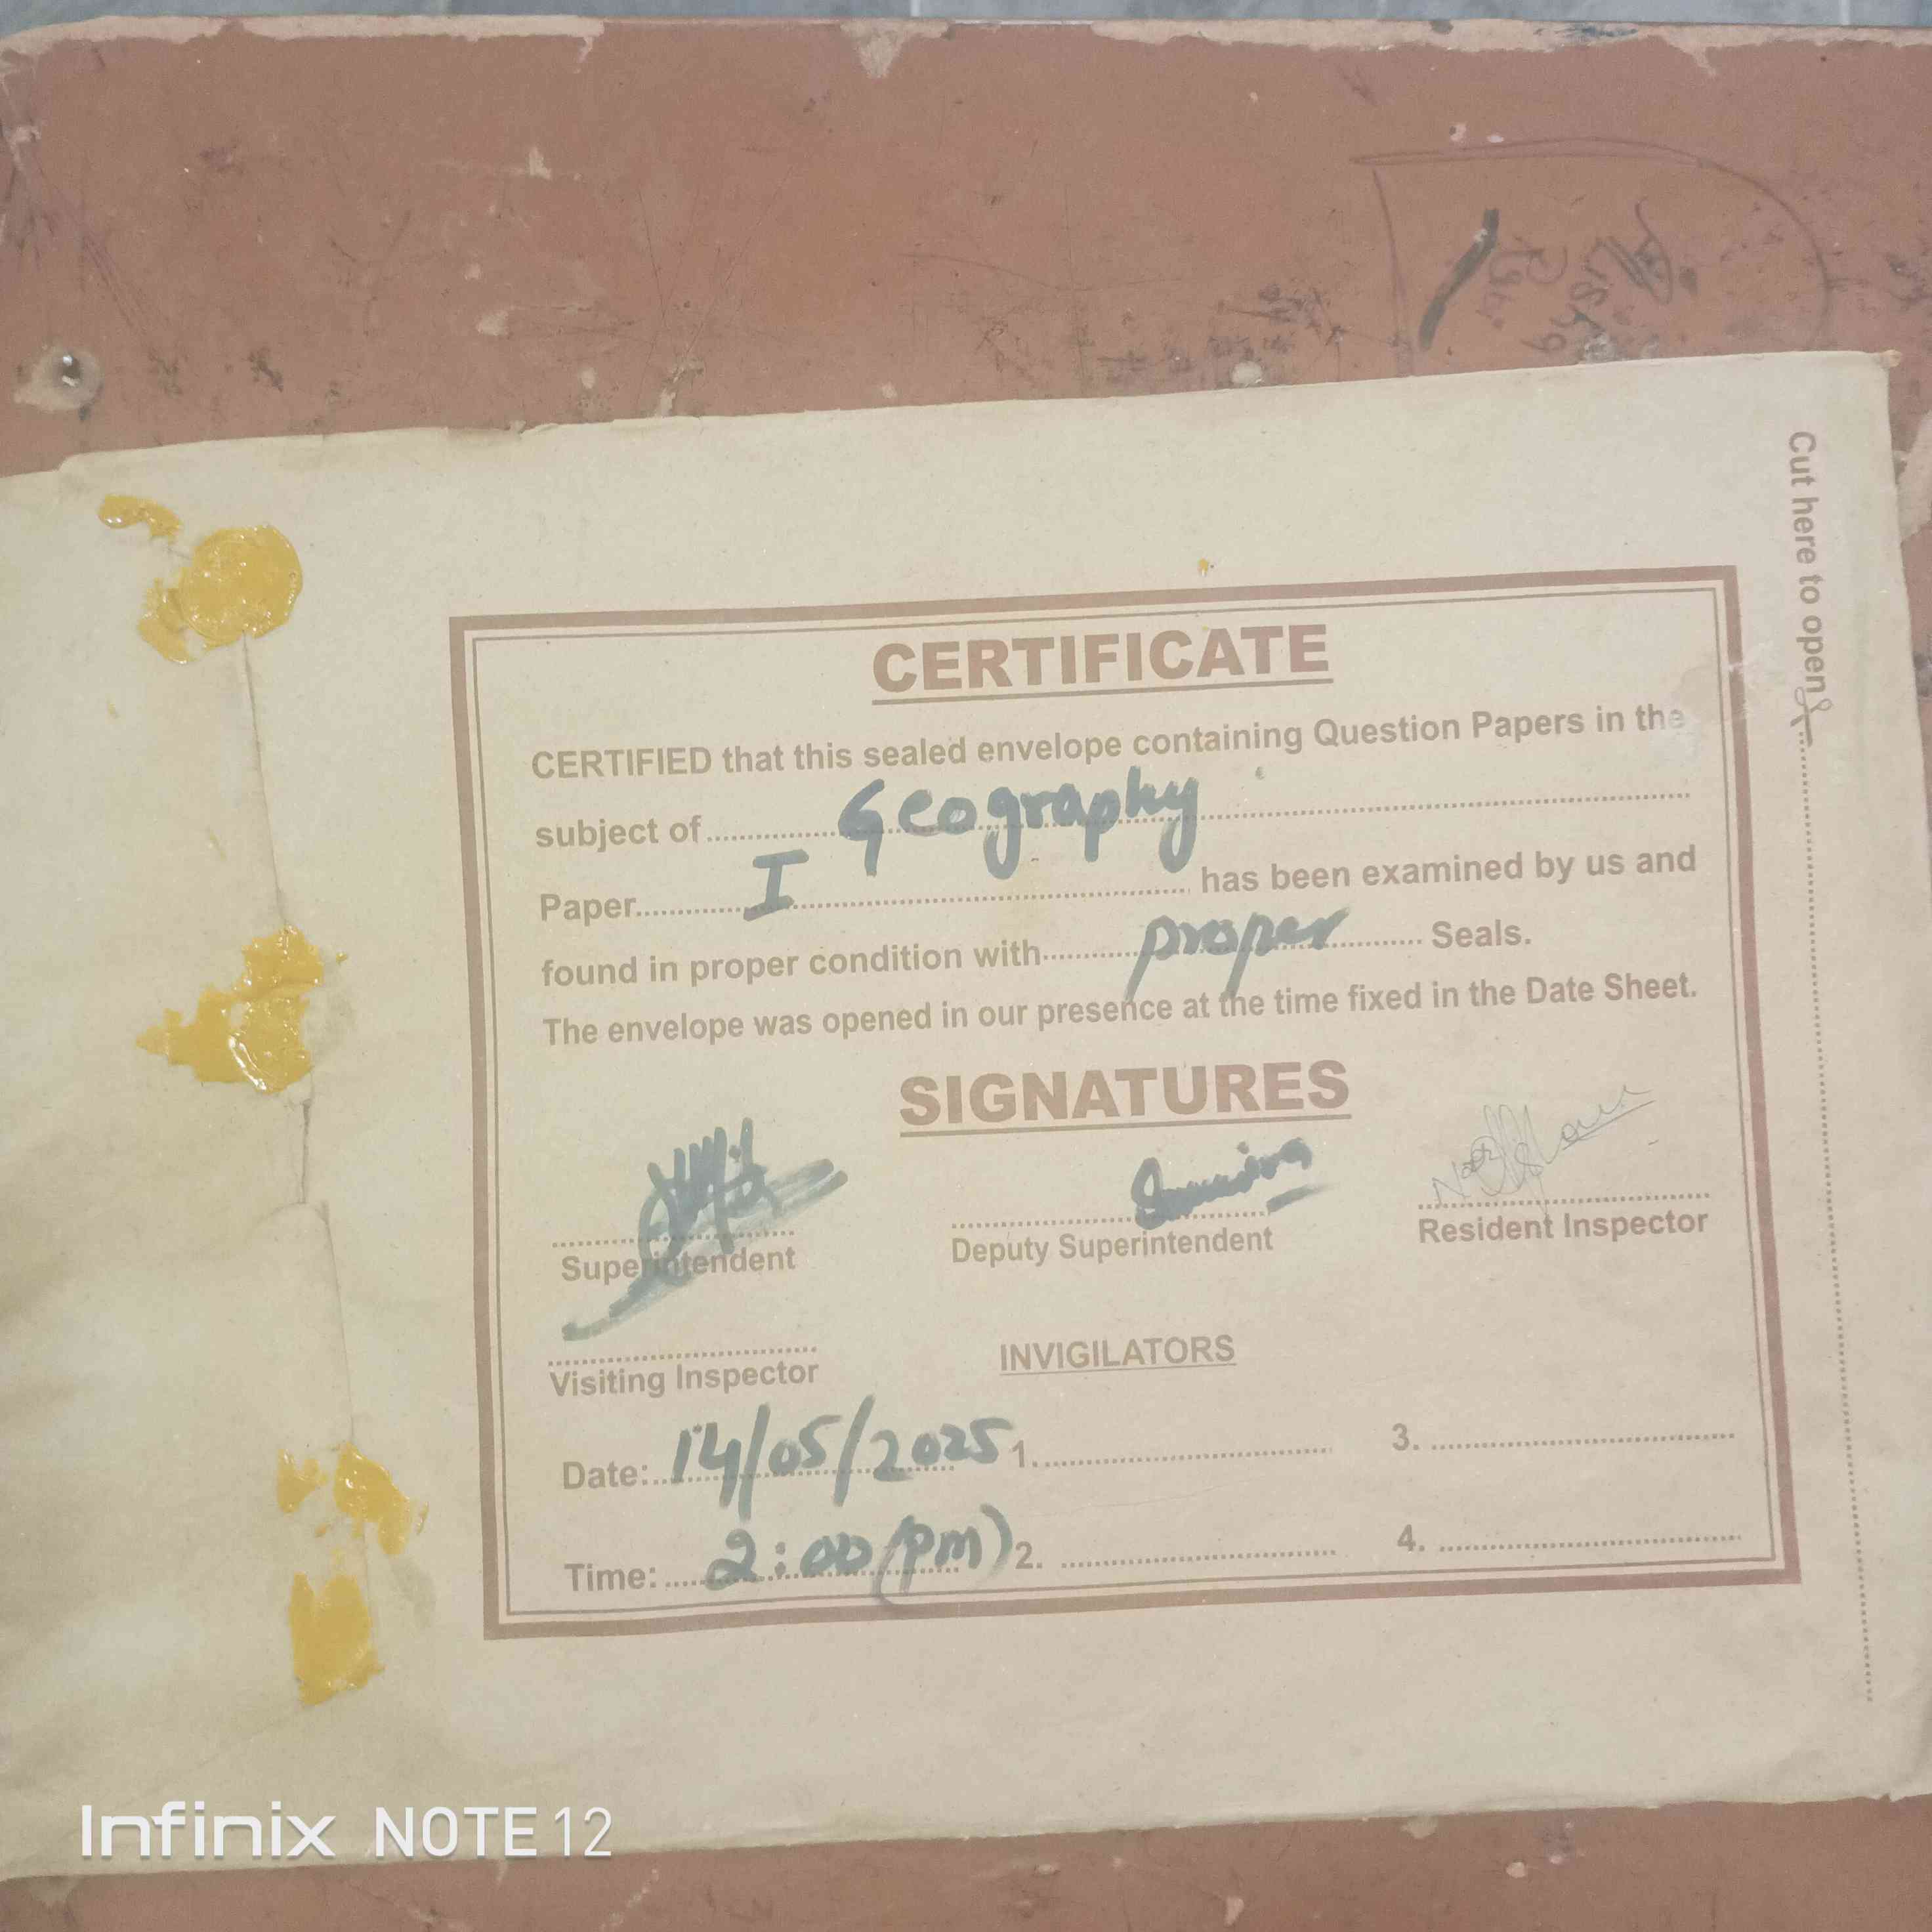 Cut here to open
CERTIFICATE
CERTIFIED that this sealed envelope containing Question Papers in the
subject of Geography
Paper I has been examined by us and
found in proper condition with proper Seals.
The envelope was opened in our presence at the time fixed in the Date Sheet.
SIGNATURES
Superintendent Deputy Superintendent Resident Inspector
Visiting Inspector INVIGILATORS
Date: 14/05/2025 1. 3.
Time: 2:00 (pm) 2. 4.
Infinix NOTE 12